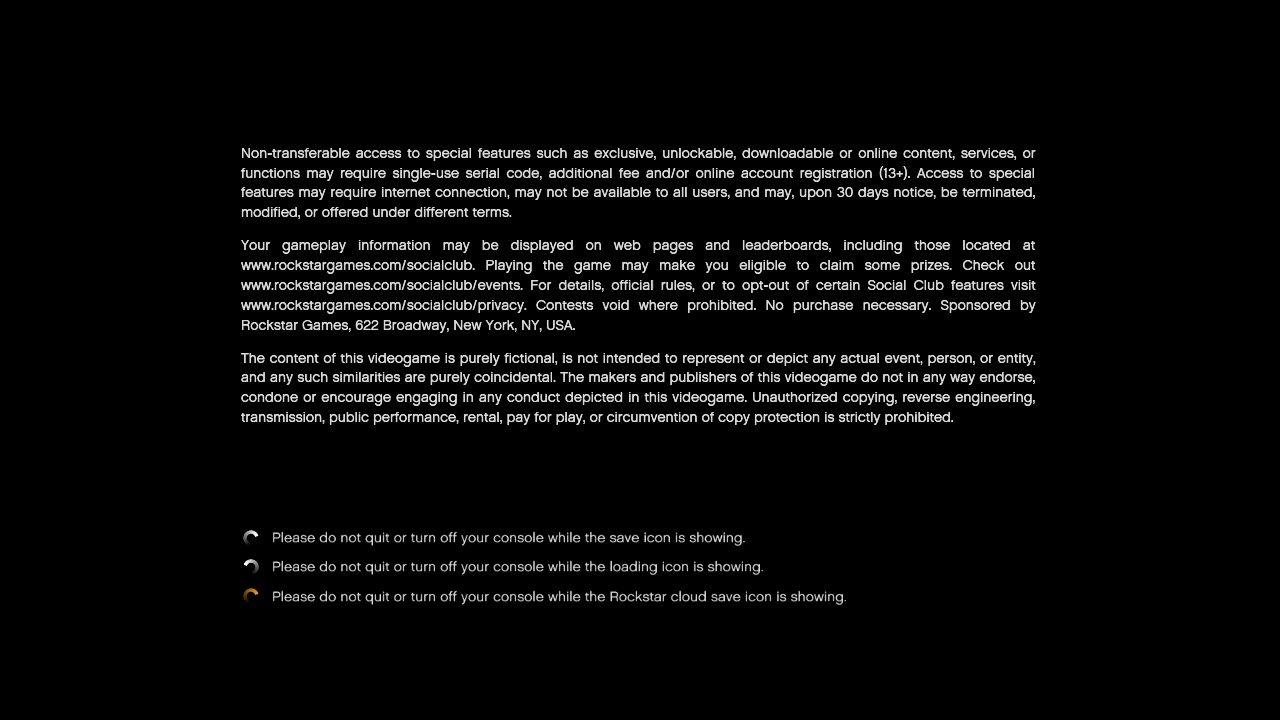 Non-transferable access to special features such as exclusive, unlockable, downloadable or online content, services, or
functions may require single-use serial code, additional fee and/or online account registration (13+). Access to special
features may require internet connection, may not be available to all users, and may, upon 30 days notice, be terminated,
modified, or offered under different terms.
Your gameplay information may be displayed on web pages and leaderboards, including those located at
www.rockstargames.com/socialclub. Playing the game may make you eligible to claim some prizes. Check out
www.rockstargames.com/socialclub/events. For details, official rules, or to opt-out of certain Social Club features visit
www.rockstargames.com/socialclub/privacy. Contests void where prohibited. No purchase necessary. Sponsored by
Rockstar Games, 622 Broadway, New York, NY, USA.
The content of this videogame is purely fictional, is not intended to represent or depict any actual event, person, or entity,
and any such similarities are purely coincidental. The makers and publishers of this videogame do not in any way endorse,
condone or encourage engaging in any conduct depicted in this videogame. Unauthorized copying, reverse engineering,
transmission, public performance, rental, pay for play, or circumvention of copy protection is strictly prohibited.
Please do not quit or turn off your console while the save icon is showing.
Please do not quit or turn off your console while the loading icon is showing.
Please do not quit or turn off your console while the Rockstar cloud save icon is showing.